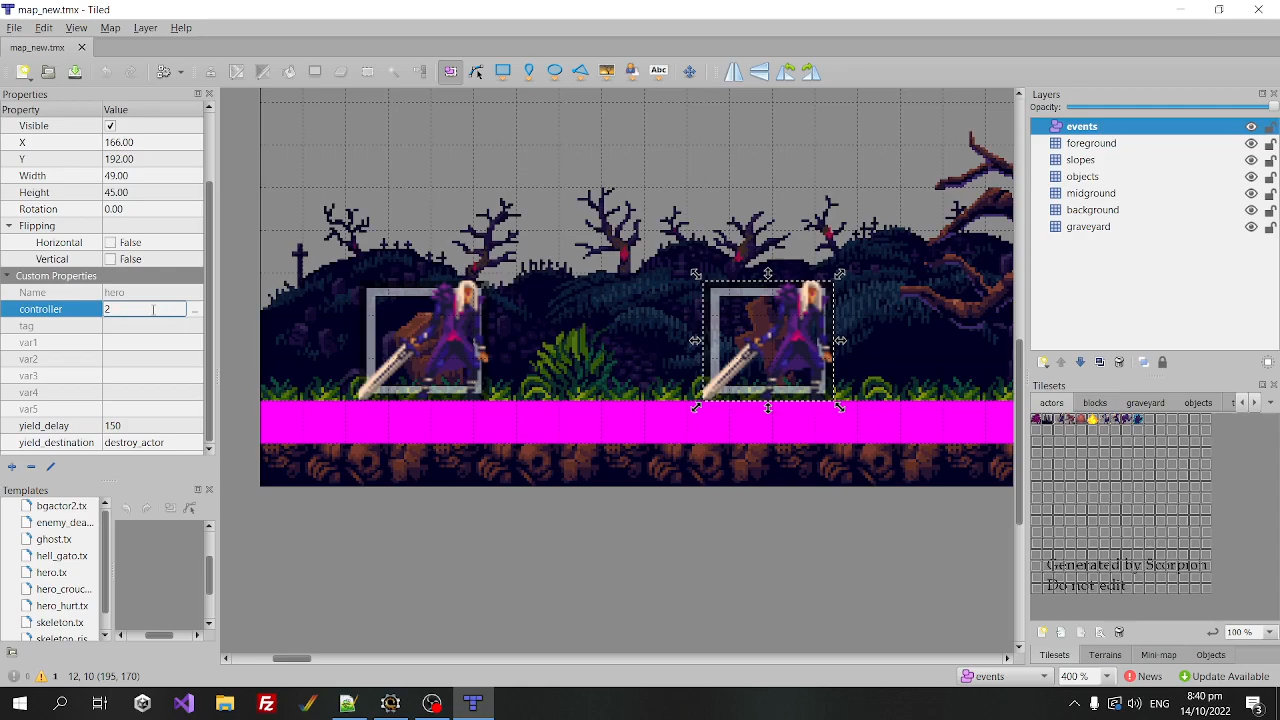 map_new.tmx - Tiled
File Edit View Map Layer Help
map_new.tmx
Abc
Properties
Property Value
Visible
X 166.00
Y 192.00
Width 49.00
Height 45.00
Rotation 0.00
Flipping
Horizontal False
Vertical False
Custom Properties
Name hero
controller 2
tag
var1
var2
var3
var4
var5
yield_delay 150
yield_destination destroy_actor
Templates
bgactor2.tx
enemy_dea...
ghost.tx
hell_gato.tx
hero.tx
hero_crouc...
hero_hurt.tx
skeleton.tx
skeleton_ris
Layers
Opacity:
events
foreground
slopes
objects
midground
background
graveyard
Tilesets
actors blocks graveyard objects
Generated by Scorpion
Do not edit
100 %
Tilesets Terrains Mini-map Objects
0 1 12, 10 (195, 170) events 400 % News Update Available
ENG
8:40 pm
14/10/2022
3